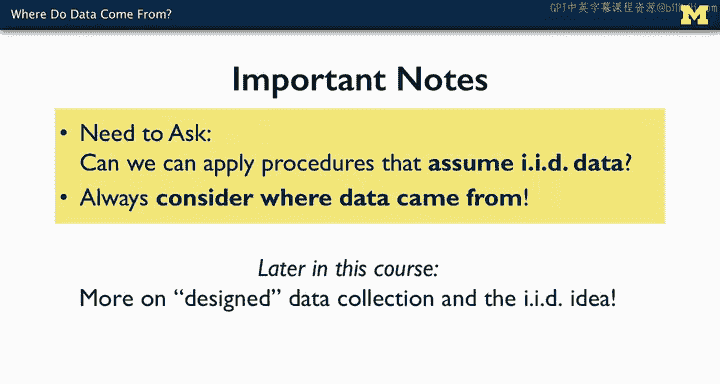 Where Do Data Come From?
GPT中英字幕课程资源@bilibili.com
M
Important Notes
• Need to Ask:
Can we can apply procedures that assume i.i.d. data?
• Always consider where data came from!
Later in this course:
More on “designed” data collection and the i.i.d. idea!